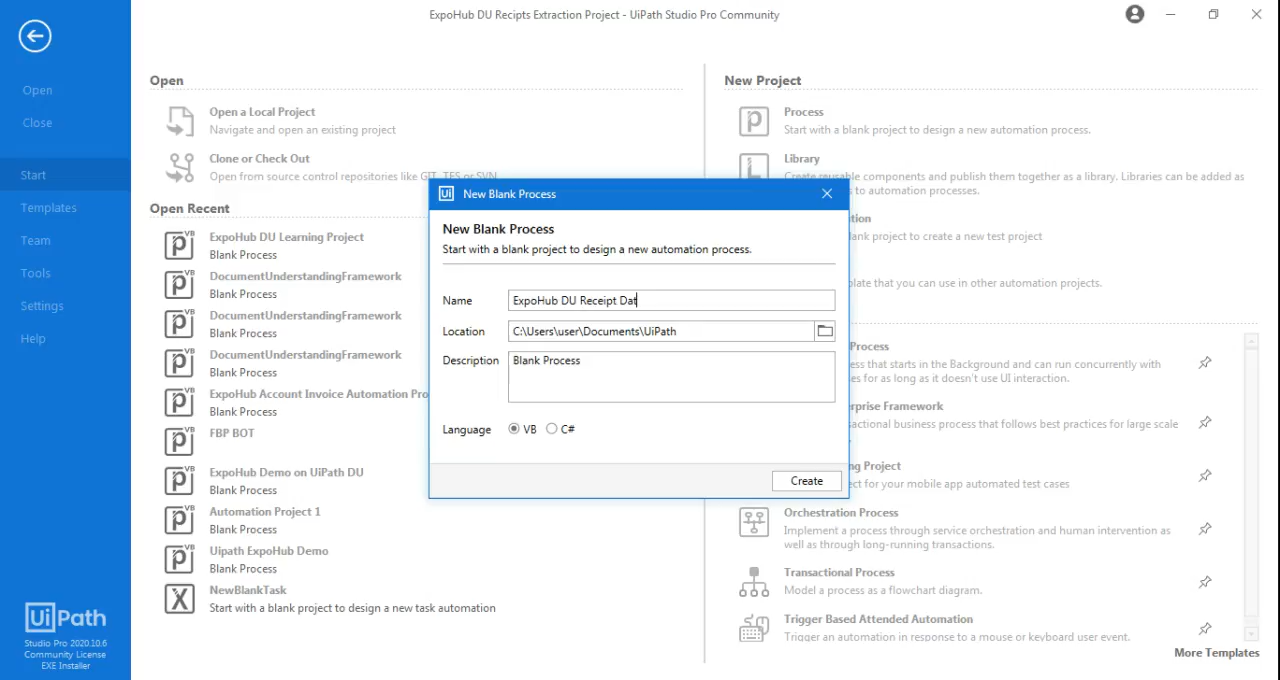 ExpoHub DU Recipts Extraction Project - UiPath Studio Pro Community
Open
Close
Start
Templates
Team
Tools
Settings
Help
UiPath
Studio Pro 2020.10.6
Community License
EXE Installer
Open
Open a Local Project
Navigate and open an existing project
Clone or Check Out
Open from source control repositories like GIT, TFS or SVN
Open Recent
ExpoHub DU Learning Project
Blank Process
DocumentUnderstandingFramework
Blank Process
DocumentUnderstandingFramework
Blank Process
DocumentUnderstandingFramework
Blank Process
ExpoHub Account Invoice Automation Pro
Blank Process
FBP BOT
ExpoHub Demo on UiPath DU
Blank Process
Automation Project 1
Blank Process
Uipath ExpoHub Demo
Blank Process
NewBlankTask
Start with a blank project to design a new task automation
New Blank Process
New Blank Process
Start with a blank project to design a new automation process.
Name ExpoHub DU Receipt Dat
Location C:\Users\user\Documents\UiPath
Description Blank Process
Language VB C#
Create
New Project
Process
Start with a blank project to design a new automation process.
Library
Create reusable components and publish them together as a library. Libraries can be added as
s to automation processes.
tion
lank project to create a new test project
plate that you can use in other automation projects.
Process
ess that starts in the Background and can run concurrently with
es for as long as it doesn't use UI interaction.
rprise Framework
sactional business process that follows best practices for large scale
ng Project
ect for your mobile app automated test cases
Orchestration Process
Implement a process through service orchestration and human intervention as
well as through long-running transactions.
Transactional Process
Model a process as a flowchart diagram.
Trigger Based Attended Automation
Trigger an automation in response to a mouse or keyboard user event.
More Templates